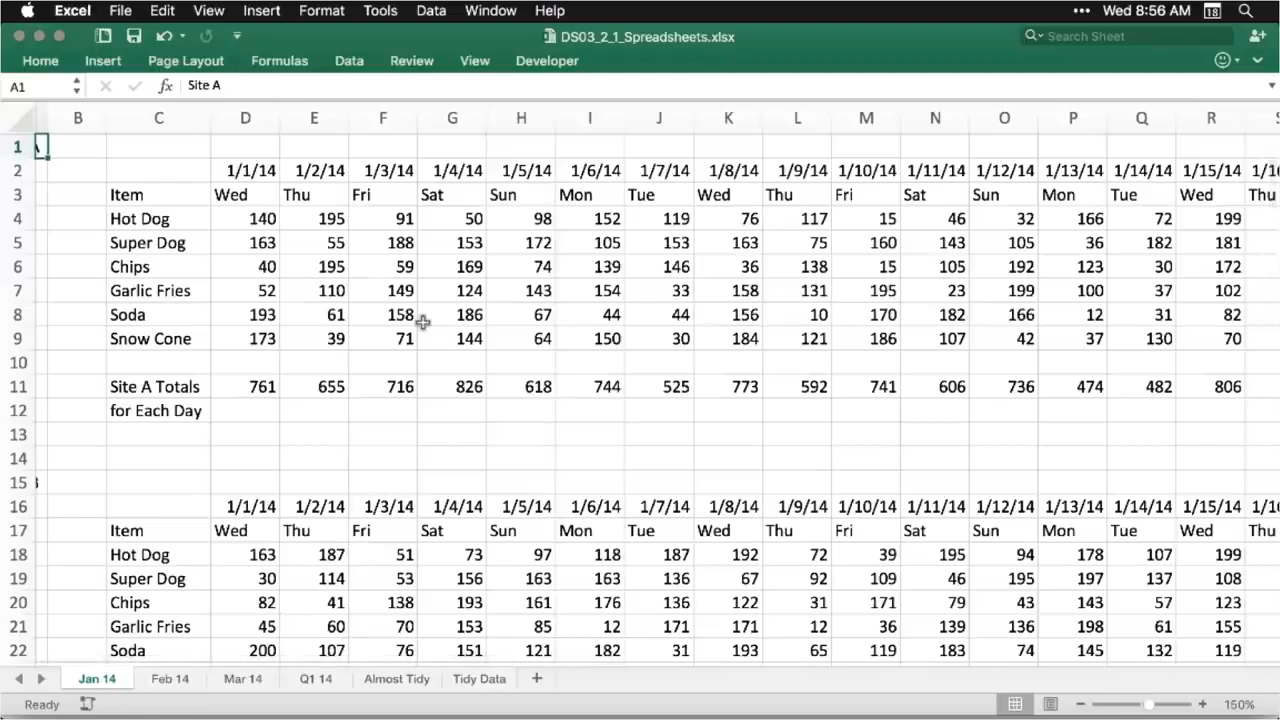 Excel File Edit View Insert Format Tools Data Window Help ••• Wed 8:56 AM 18
DS03_2_1_Spreadsheets.xlsx Search Sheet
Home Insert Page Layout Formulas Data Review View Developer
A1 fx Site A
B C D E F G H I J K L M N O P Q R
1
2 1/1/14 1/2/14 1/3/14 1/4/14 1/5/14 1/6/14 1/7/14 1/8/14 1/9/14 1/10/14 1/11/14 1/12/14 1/13/14 1/14/14 1/15/14
3 Item Wed Thu Fri Sat Sun Mon Tue Wed Thu Fri Sat Sun Mon Tue Wed Thu
4 Hot Dog 140 195 91 50 98 152 119 76 117 15 46 32 166 72 199
5 Super Dog 163 55 188 153 172 105 153 163 75 160 143 105 36 182 181
6 Chips 40 195 59 169 74 139 146 36 138 15 105 192 123 30 172
7 Garlic Fries 52 110 149 124 143 154 33 158 131 195 23 199 100 37 102
8 Soda 193 61 158 186 67 44 44 156 10 170 182 166 12 31 82
9 Snow Cone 173 39 71 144 64 150 30 184 121 186 107 42 37 130 70
10
11 Site A Totals 761 655 716 826 618 744 525 773 592 741 606 736 474 482 806
12 for Each Day
13
14
15
16 1/1/14 1/2/14 1/3/14 1/4/14 1/5/14 1/6/14 1/7/14 1/8/14 1/9/14 1/10/14 1/11/14 1/12/14 1/13/14 1/14/14 1/15/14
17 Item Wed Thu Fri Sat Sun Mon Tue Wed Thu Fri Sat Sun Mon Tue Wed Thu
18 Hot Dog 163 187 51 73 97 118 187 192 72 39 195 94 178 107 199
19 Super Dog 30 114 53 156 163 163 136 67 92 109 46 195 197 137 108
20 Chips 82 41 138 193 161 176 136 122 31 171 79 43 143 57 123
21 Garlic Fries 45 60 70 153 85 12 171 171 12 36 139 136 198 61 155
22 Soda 200 107 76 151 121 182 31 193 65 119 183 74 145 132 119
Jan 14 Feb 14 Mar 14 Q1 14 Almost Tidy Tidy Data +
Ready 150%